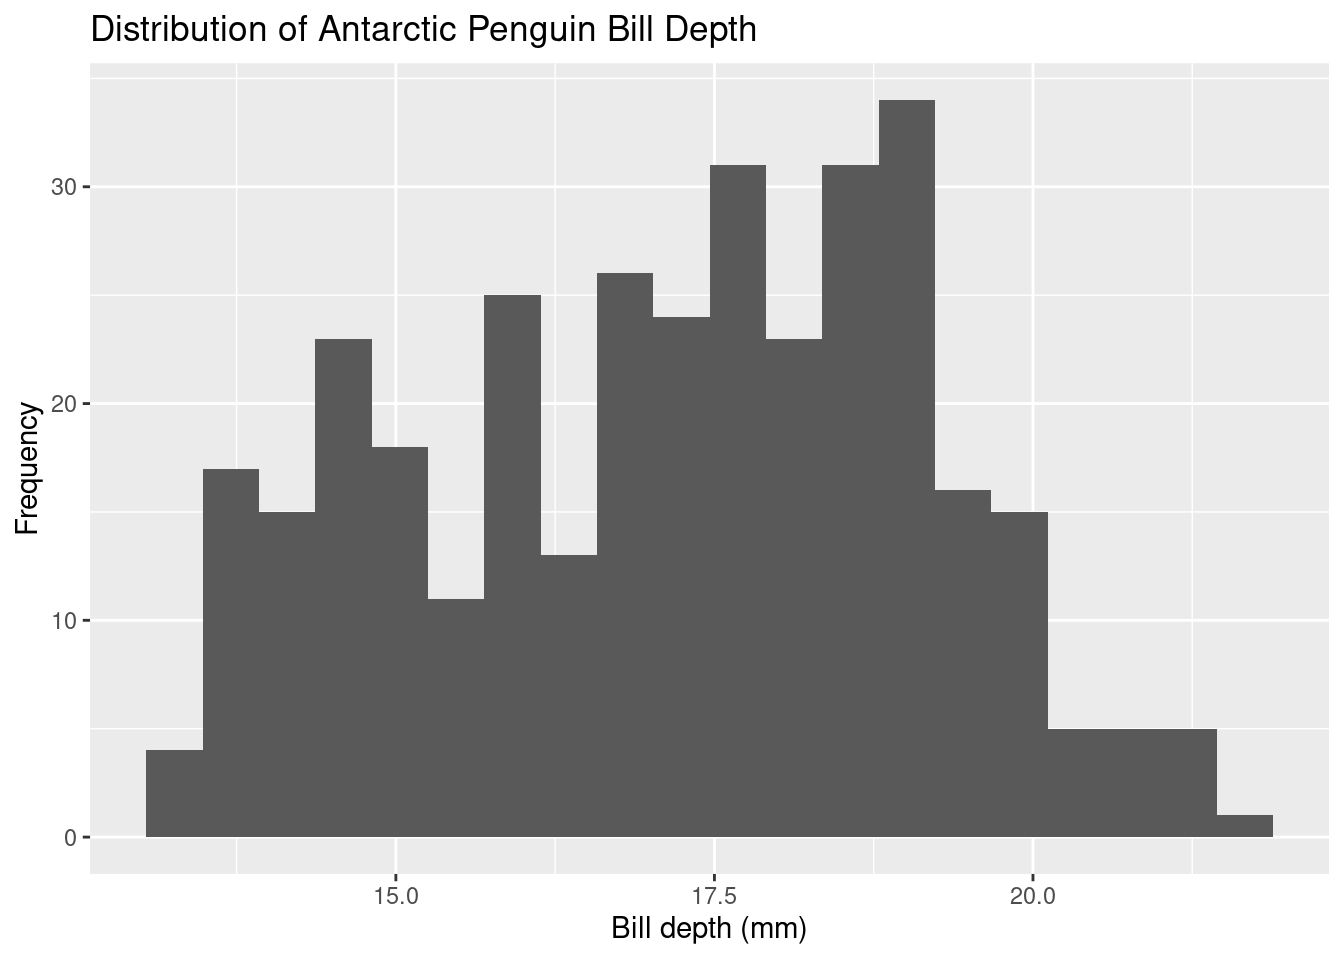 Distribution of Antarctic Penguin Bill Depth
Frequency
30
20
10
0
15.0
17.5
20.0
Bill depth (mm)